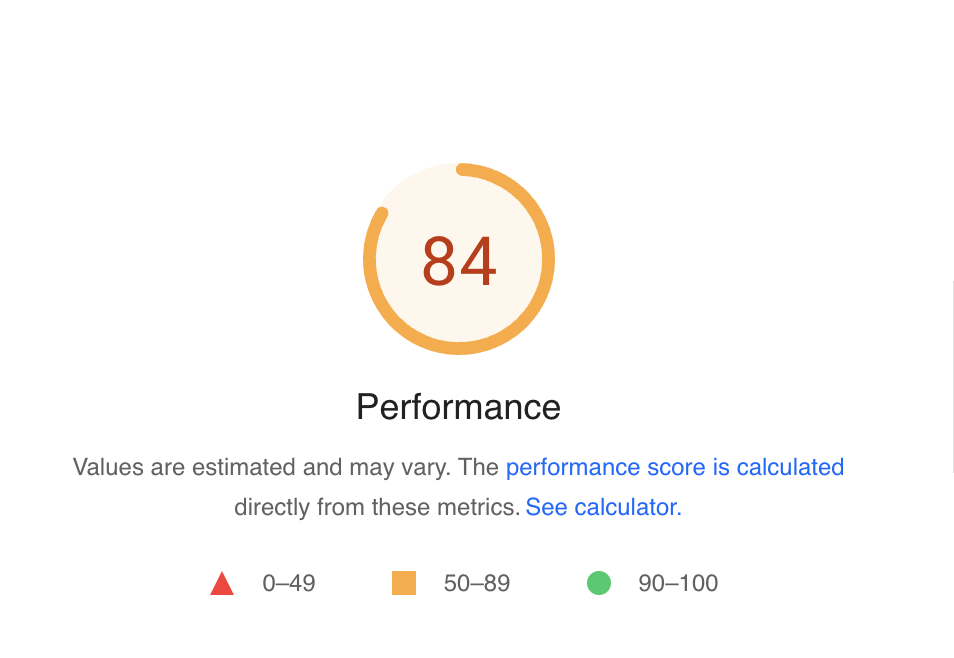 84
Performance
Values are estimated and may vary. The performance score is calculated
directly from these metrics. See calculator.
0–49 50–89 90–100